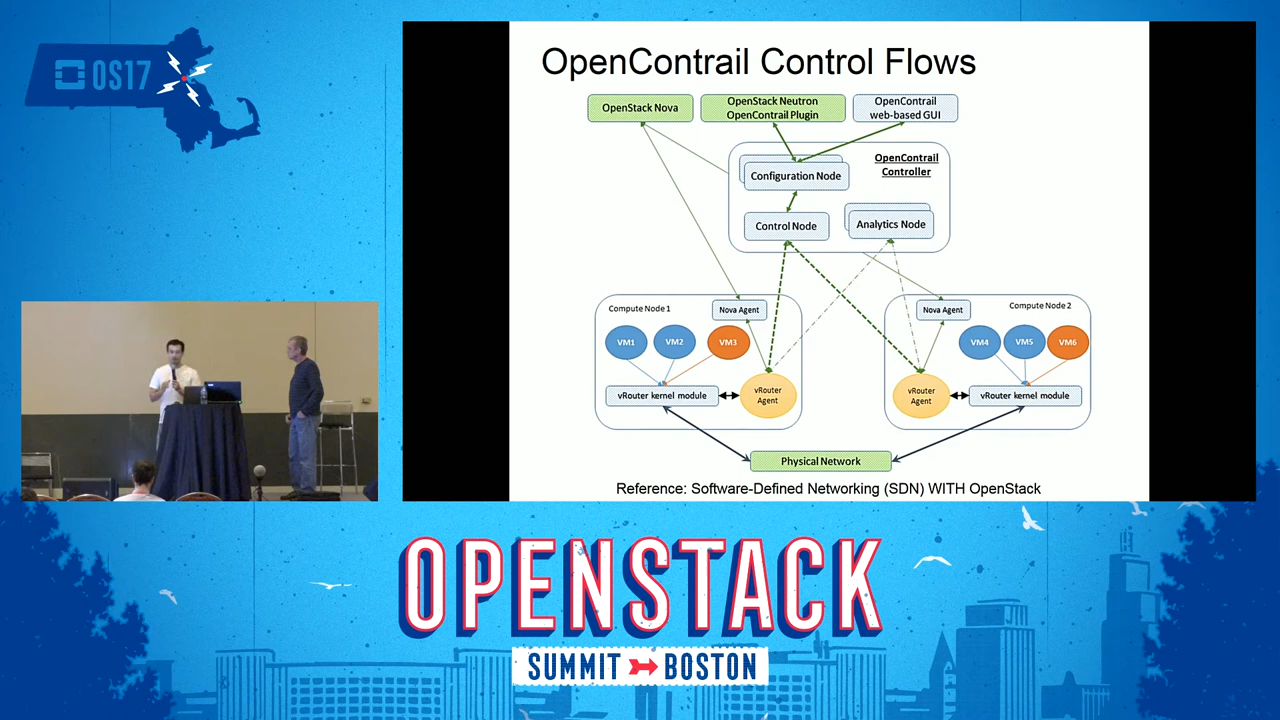 OS17
OpenContrail Control Flows
OpenStack Nova
OpenStack Neutron
OpenContrail Plugin
OpenContrail
web-based GUI
OpenContrail
Controller
Configuration Node
Control Node
Analytics Node
Compute Node 1
Nova Agent
VM1
VM2
VM3
vRouter kernel module
vRouter
Agent
Compute Node 2
Nova Agent
VM4
VM5
VM6
vRouter
Agent
vRouter kernel module
Physical Network
Reference: Software-Defined Networking (SDN) WITH OpenStack
OPENSTACK
SUMMIT BOSTON